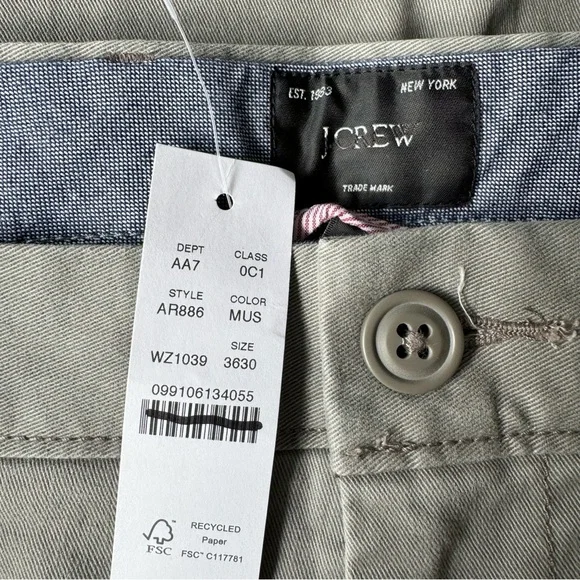 EST. 1983 NEW YORK
J.CREW
TRADE MARK
DEPT CLASS
AA7 0C1
STYLE COLOR
AR886 MUS
SIZE
WZ1039 3630
099106134055
FSC
RECYCLED
Paper
FSC™ C117781